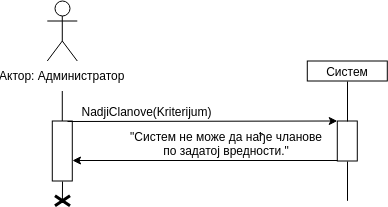 Актор: Администратор
Систем
NadjiClanove(Kriterijum)
"Систем не може да нађе чланове
по задатој вредности."